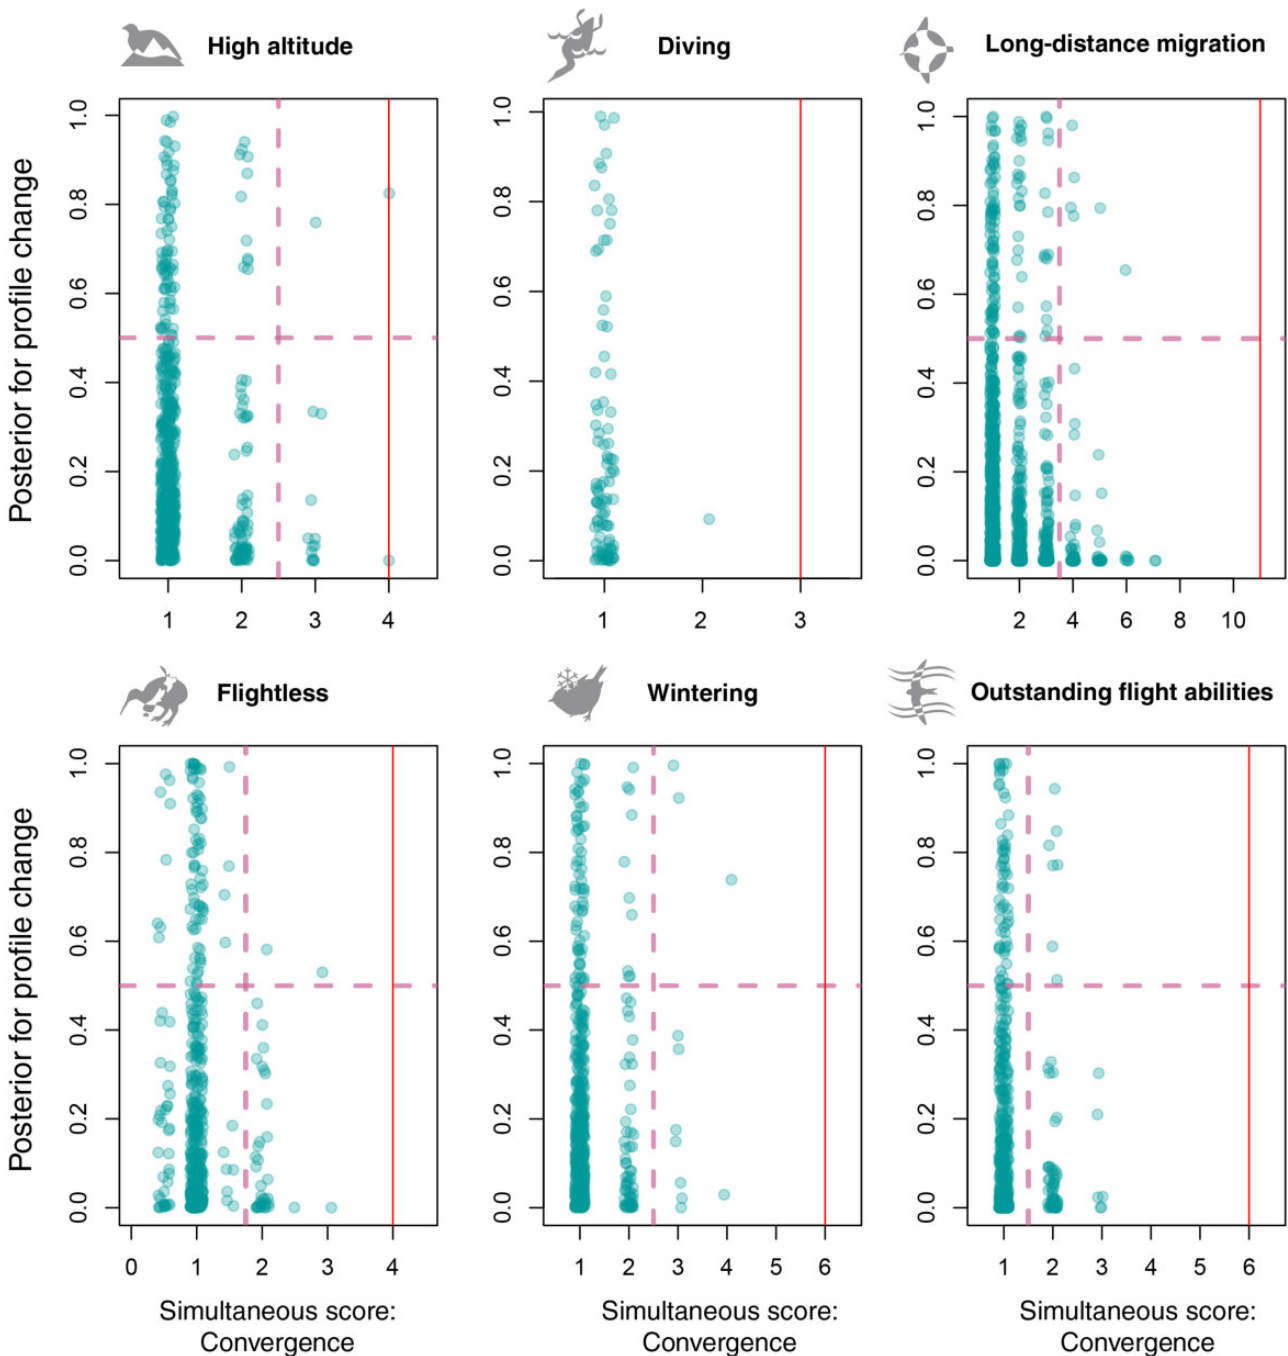 High altitude
Diving
Long-distance migration
Posterior for profile change
0.0 0.2 0.4 0.6 0.8 1.0
1 2 3 4
0.0 0.2 0.4 0.6 0.8 1.0
1 2 3
0.0 0.2 0.4 0.6 0.8 1.0
2 4 6 8 10
Flightless
Wintering
Outstanding flight abilities
Posterior for profile change
0.0 0.2 0.4 0.6 0.8 1.0
0 1 2 3 4
0.0 0.2 0.4 0.6 0.8 1.0
1 2 3 4 5 6
0.0 0.2 0.4 0.6 0.8 1.0
1 2 3 4 5 6
Simultaneous score:
Convergence
Simultaneous score:
Convergence
Simultaneous score:
Convergence